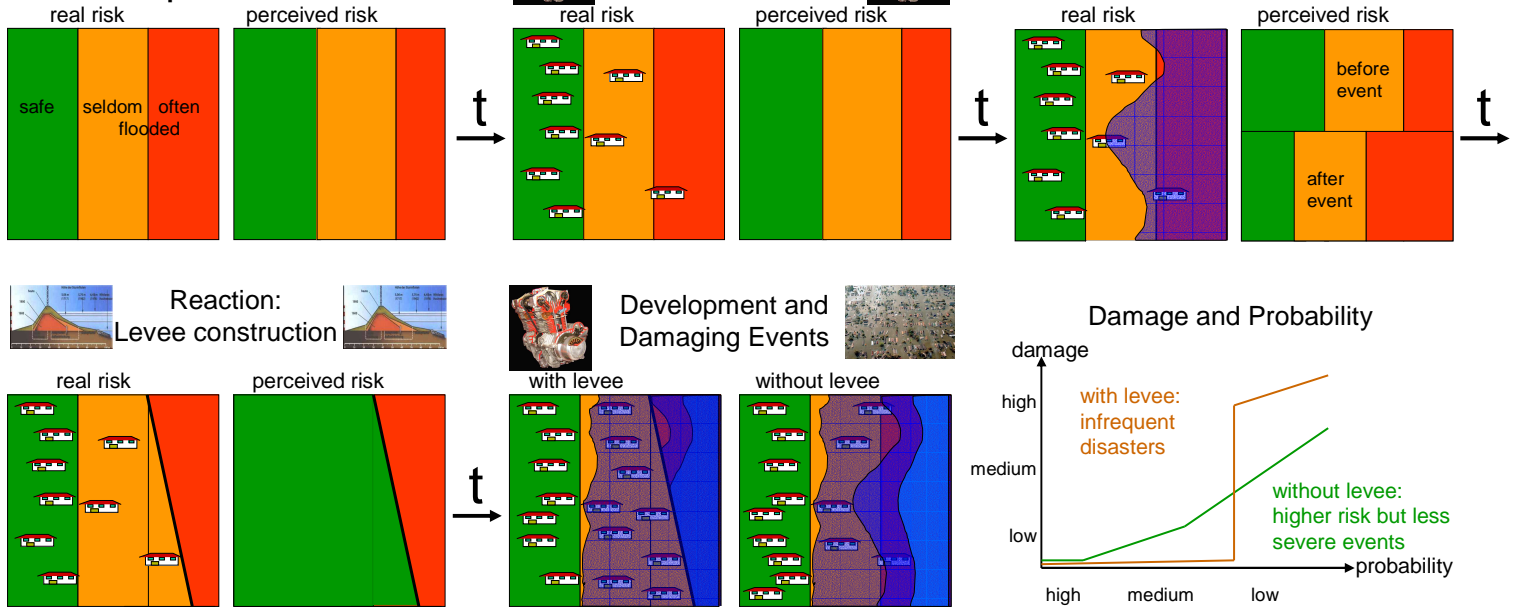 real risk
perceived risk
safe
seldom
often
flooded
t
real risk
perceived risk
t
real risk
perceived risk
before
event
after
event
t
Reaction:
Levee construction
real risk
perceived risk
t
Development and
Damaging Events
with levee
without levee
Damage and Probability
damage
high
medium
low
with levee:
infrequent
disasters
without levee:
higher risk but less
severe events
probability
high
medium
low